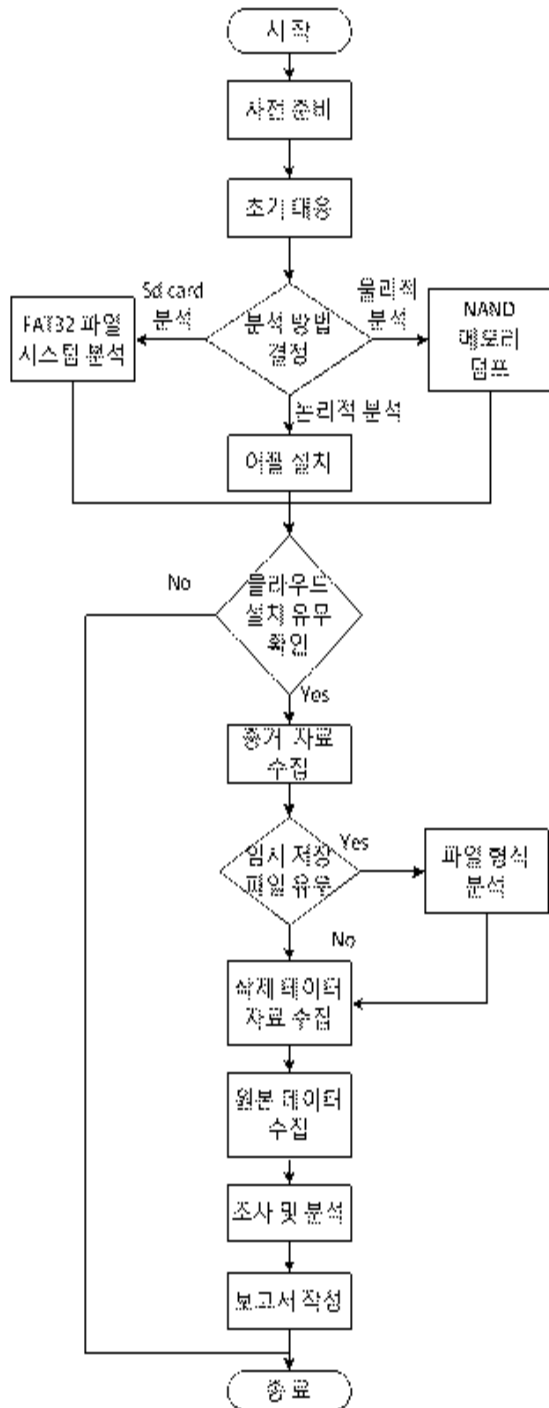 시 작
사전 준비
초기 대응
Sd card
분석
물리적
분석
FAT32 파일
시스템 분석
분석 방법
결정
NAND
메모리
덤프
논리적 분석
어플 설치
No
클라우드
설치 유무
확인
Yes
증거 자료
수집
임시 저장
파일 유무
Yes
파일 형식
분석
No
삭제 데이터
자료 수집
원본 데이터
수집
조사 및 분석
보고서 작성
종 료